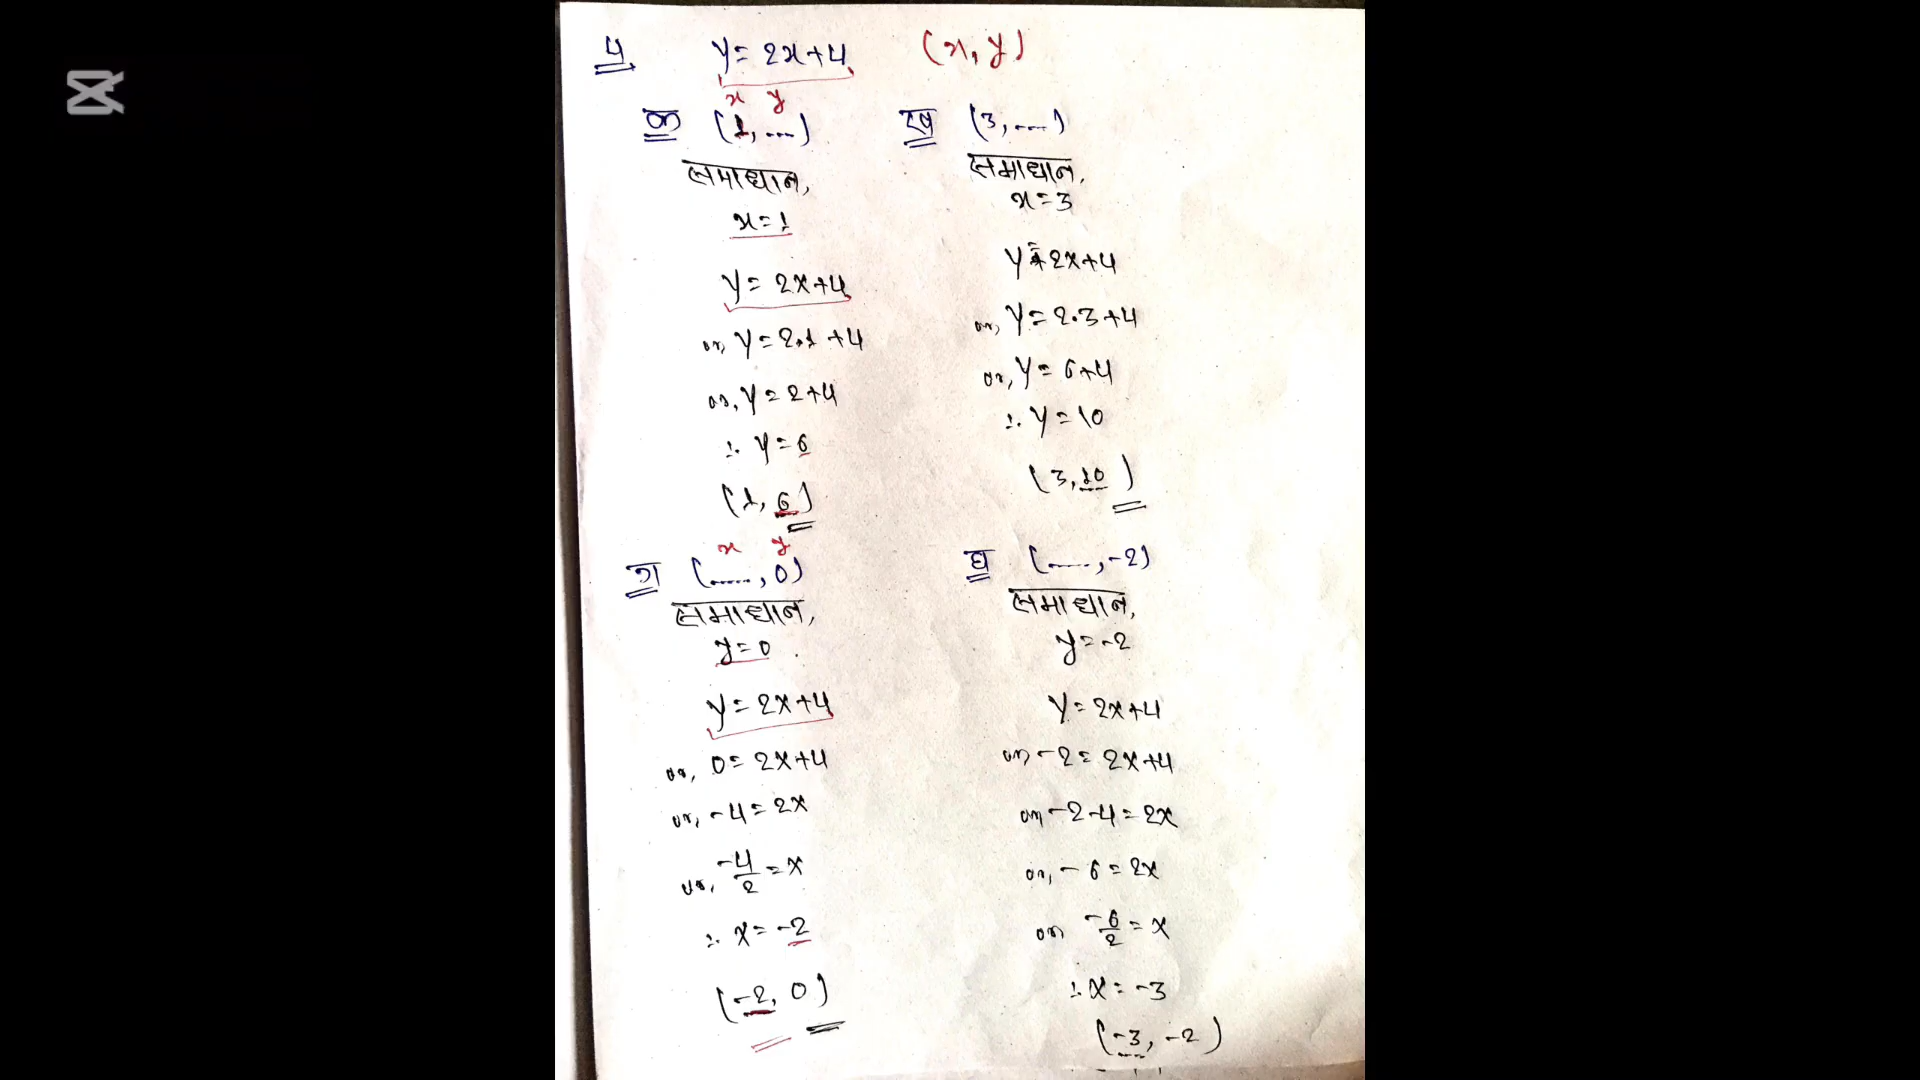 ५. y = 2x+4 (x, y)
x y
क (1, ....)
समाधान,
x = 1
y = 2x+4
or, y = 2.1 +4
or, y = 2+4
∴ y = 6
(1, 6)
ख (3, ....)
समाधान,
x = 3
y = 2x+4
or, y = 2.3+4
or, y = 6+4
∴ y = 10
(3, 10 )
x y
ग (....., 0)
समाधान,
y = 0
y = 2x+4
or, 0 = 2x+4
or, -4 = 2x
or, -4/2 = x
∴ x = -2
(-2, 0)
घ (....., -2)
समाधान,
y = -2
y = 2x+4
or, -2 = 2x+4
or, -2-4 = 2x
or, -6 = 2x
or, -6/2 = x
∴ x = -3
(-3, -2)